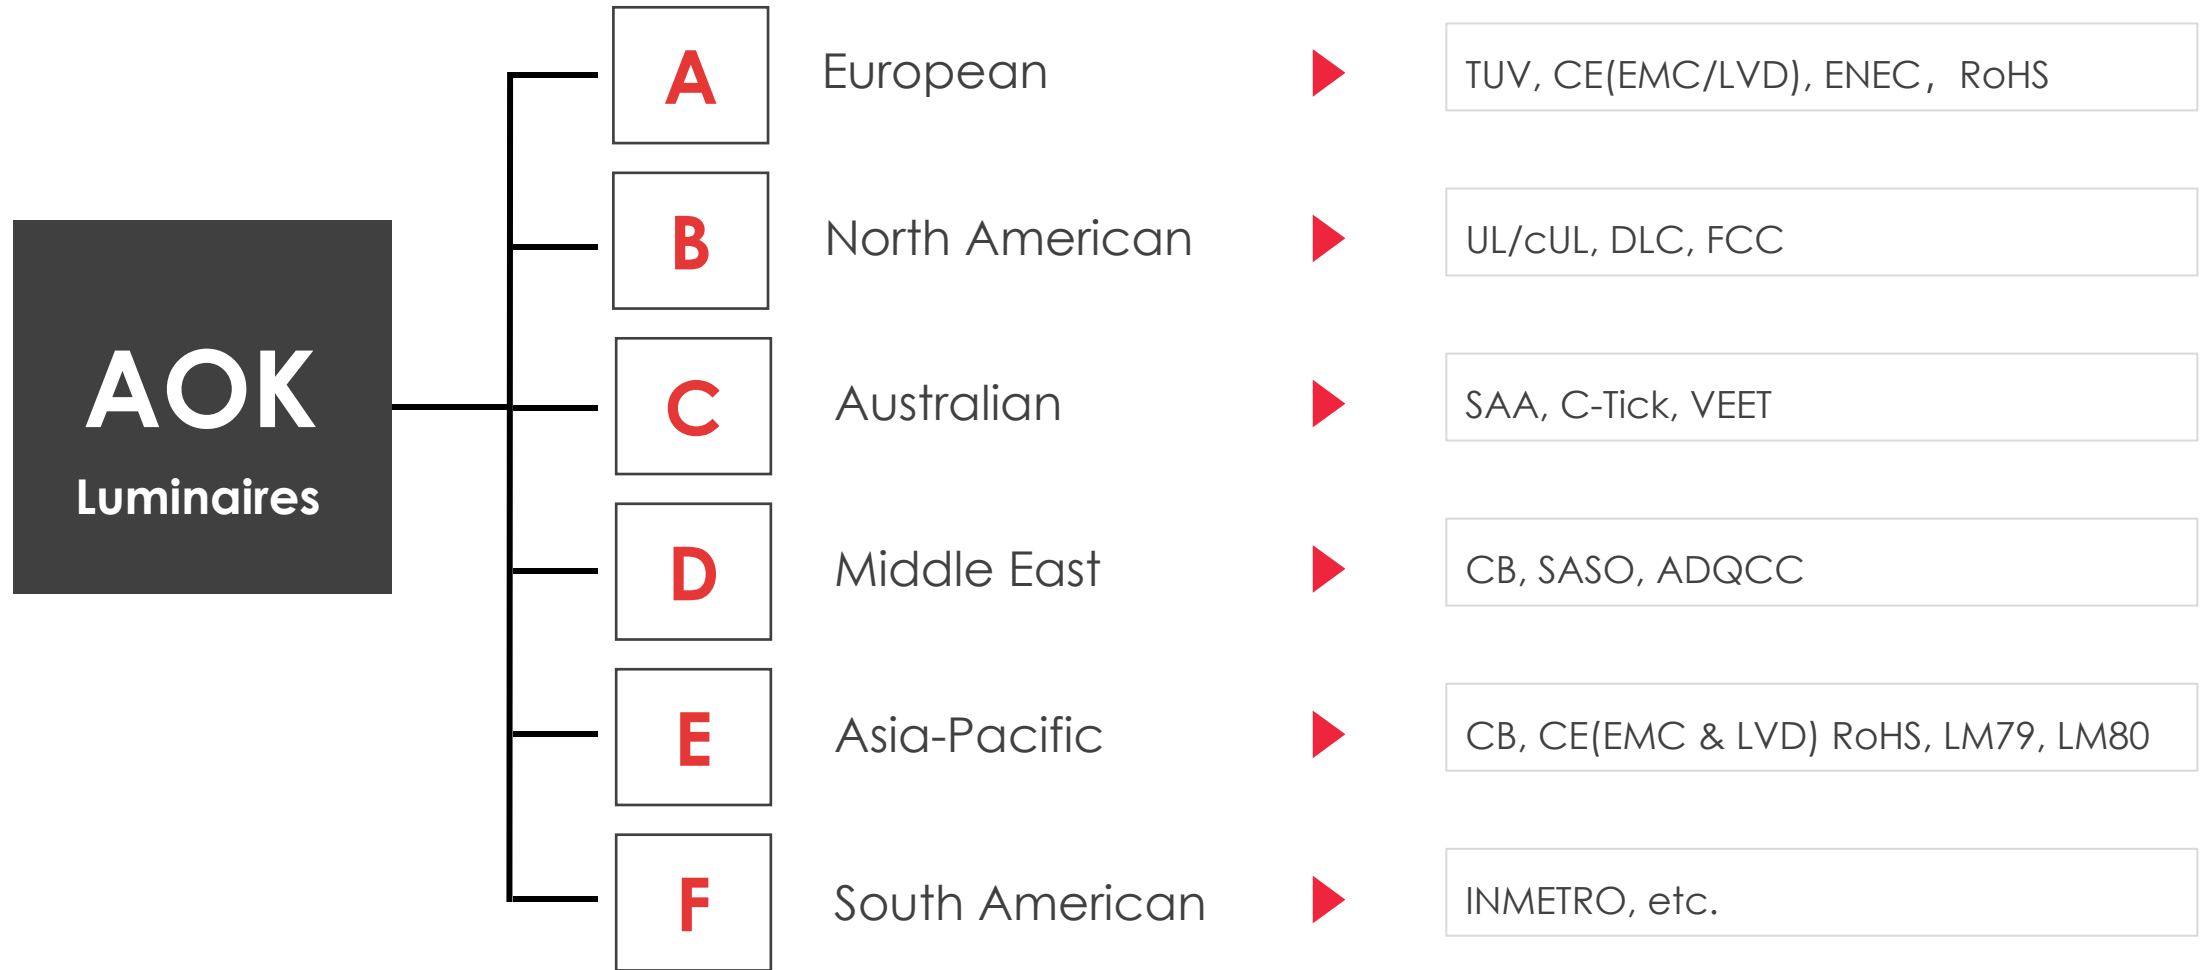 AOK
Luminaires
A European TUV, CE(EMC/LVD), ENEC，RoHS
B North American UL/cUL, DLC, FCC
C Australian SAA, C-Tick, VEET
D Middle East CB, SASO, ADQCC
E Asia-Pacific CB, CE(EMC & LVD) RoHS, LM79, LM80
F South American INMETRO, etc.